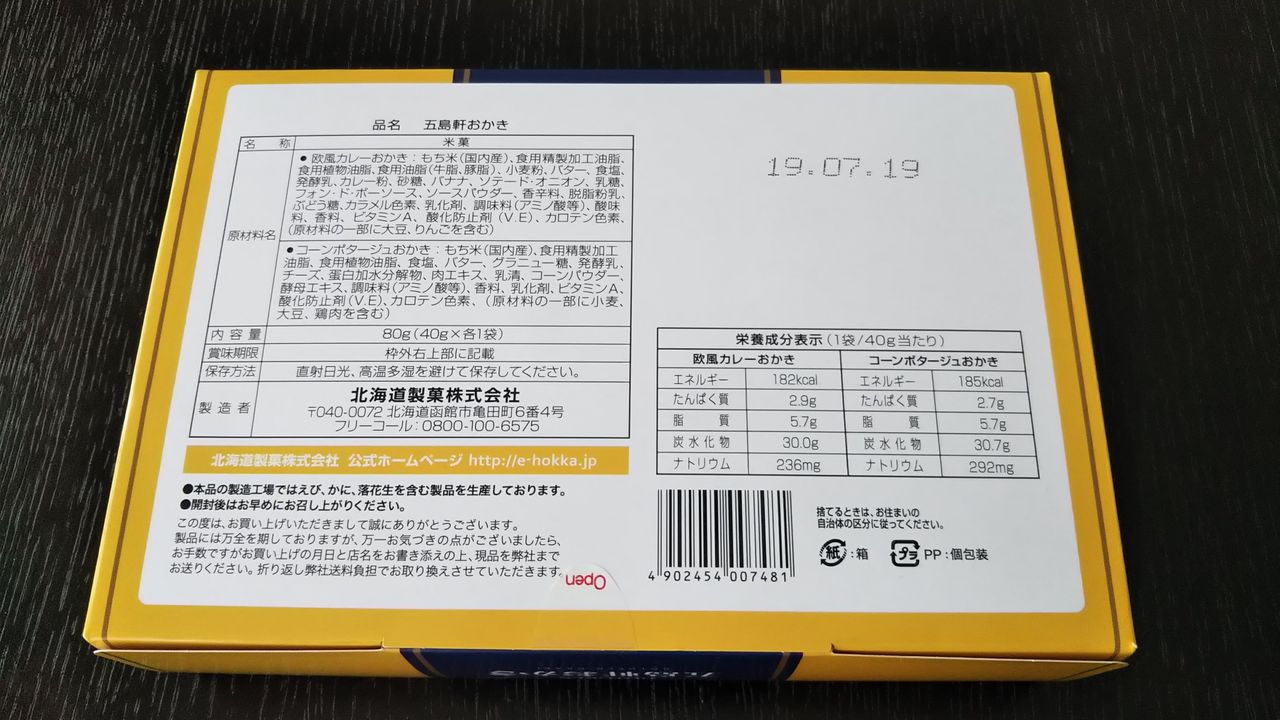 品名 五島軒おかき
名称 米菓
原材料名
●欧風カレーおかき:もち米(国内産)、食用精製加工油脂、
食用植物油脂、食用油脂(牛脂、豚脂)、小麦粉、バター、食塩、
発酵乳、カレー粉、砂糖、バナナ、ソテード・オニオン、乳糖、
フォン・ド・ボーソース、ソースパウダー、香辛料、脱脂粉乳、
ぶどう糖、カラメル色素、乳化剤、調味料(アミノ酸等)、酸味
料、香料、ビタミンA、酸化防止剤(V.E)、カロテン色素、
(原材料の一部に大豆、りんごを含む)
●コーンポタージュおかき:もち米(国内産)、食用精製加工
油脂、食用植物油脂、食塩、バター、グラニュー糖、発酵乳、
チーズ、蛋白加水分解物、肉エキス、乳清、コーンパウダー、
酵母エキス、調味料(アミノ酸等)、香料、乳化剤、ビタミンA、
酸化防止剤(V.E)、カロテン色素、(原材料の一部に小麦、
大豆、鶏肉を含む)
内容量 80g(40g×各1袋)
賞味期限 枠外右上部に記載
保存方法 直射日光、高温多湿を避けて保存してください。
製造者
北海道製菓株式会社
〒040-0072 北海道函館市亀田町6番4号
フリーコール:0800-100-6575
北海道製菓株式会社 公式ホームページ http://e-hokka.jp
●本品の製造工場ではえび、かに、落花生を含む製品を生産しております。
●開封後はお早めにお召し上がりください。
この度は、お買い上げいただきまして誠にありがとうございます。
製品には万全を期しておりますが、万一お気づきの点がございましたら、
お手数ですがお買い上げの月日と店名をお書き添えの上、現品を弊社まで
お送りください。折り返し弊社送料負担でお取り換えさせていただきます。
Open
19.07.19
栄養成分表示(1袋/40g当たり)
欧風カレーおかき コーンポタージュおかき
エネルギー 182kcal エネルギー 185kcal
たんぱく質 2.9g たんぱく質 2.7g
脂質 5.7g 脂質 5.7g
炭水化物 30.0g 炭水化物 30.7g
ナトリウム 236mg ナトリウム 292mg
4 902454 007481
捨てるときは、お住まいの
自治体の区分に従ってください。
紙:箱 プラ PP:個包装